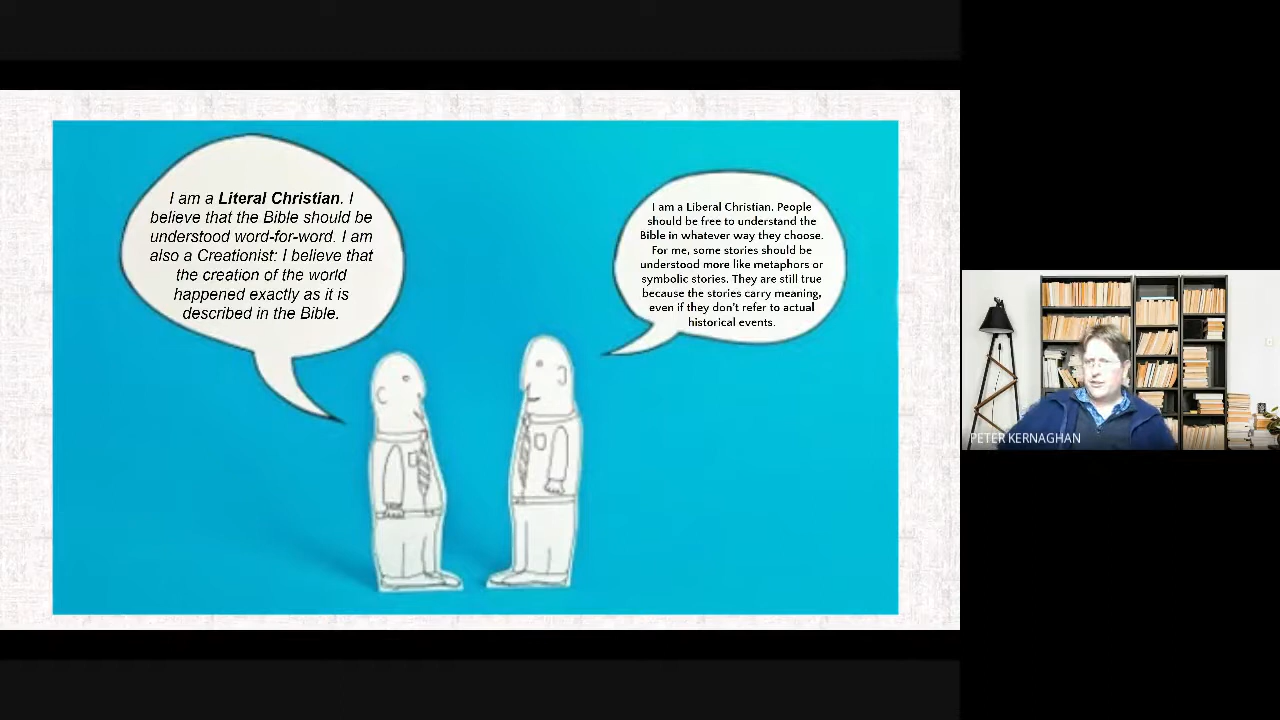 I am a Literal Christian. I
believe that the Bible should be
understood word-for-word. I am
also a Creationist: I believe that
the creation of the world
happened exactly as it is
described in the Bible.
I am a Liberal Christian. People
should be free to understand the
Bible in whatever way they choose.
For me, some stories should be
understood more like metaphors or
symbolic stories. They are still true
because the stories carry meaning,
even if they don't refer to actual
historical events.
PETER KERNAGHAN